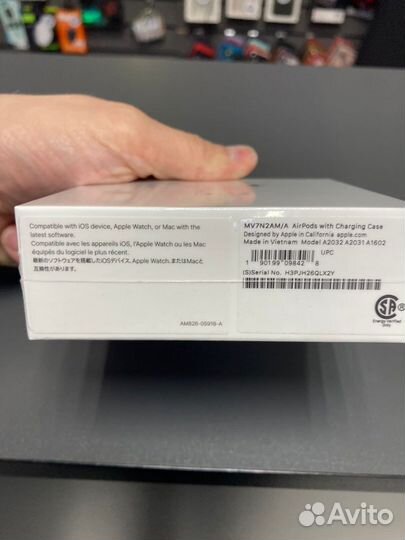 Compatible with iOS device, Apple Watch, or Mac with the
latest software.
Compatible avec les appareils iOS, l'Apple Watch ou les Mac
équipés du logiciel le plus récent.
最新のソフトウェアを搭載したiOSデバイス、Apple Watch、またはMacと
互換性があります。
AM826-05918-A
MV7N2AM/A AirPods with Charging Case
Designed by Apple in California apple.com
Made in Vietnam Model A2032 A2031 A1602
UPC
1 90199 09842 8
(S)Serial No. H3PJH26QLX2Y
SA
Energy Verified
Only
Avito